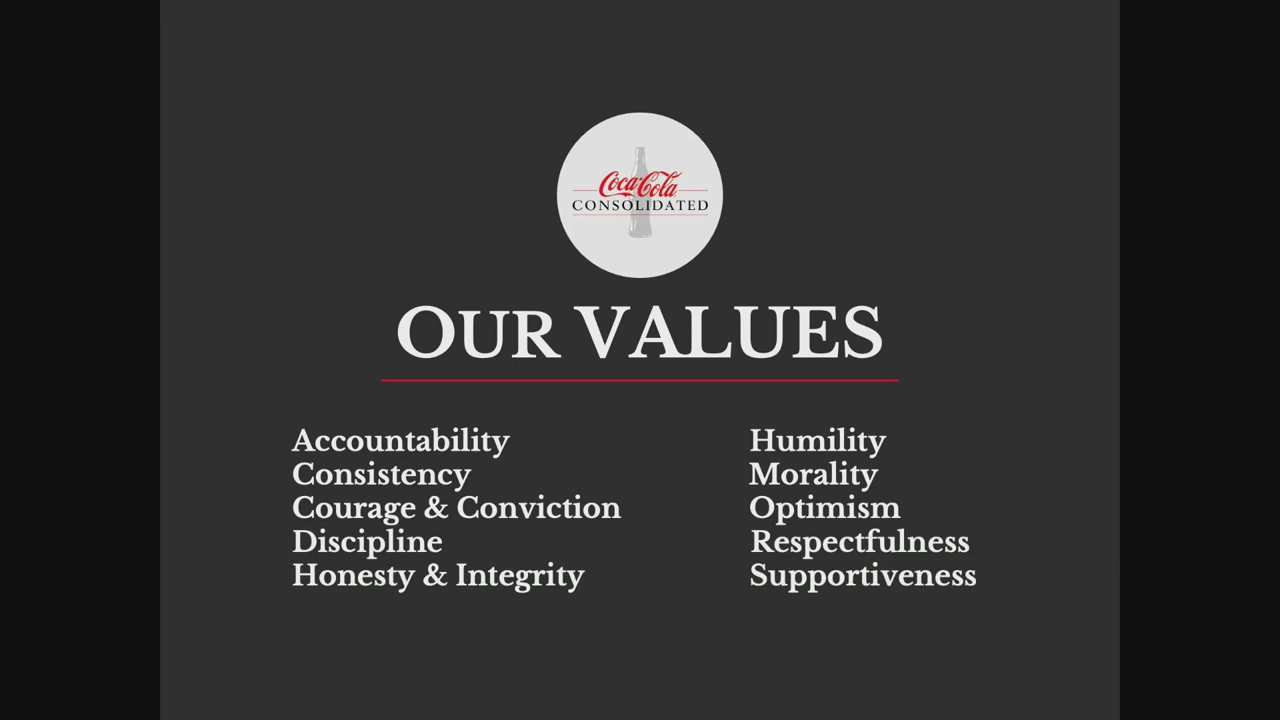 Coca-Cola
CONSOLIDATED
OUR VALUES
Accountability
Consistency
Courage & Conviction
Discipline
Honesty & Integrity
Humility
Morality
Optimism
Respectfulness
Supportiveness